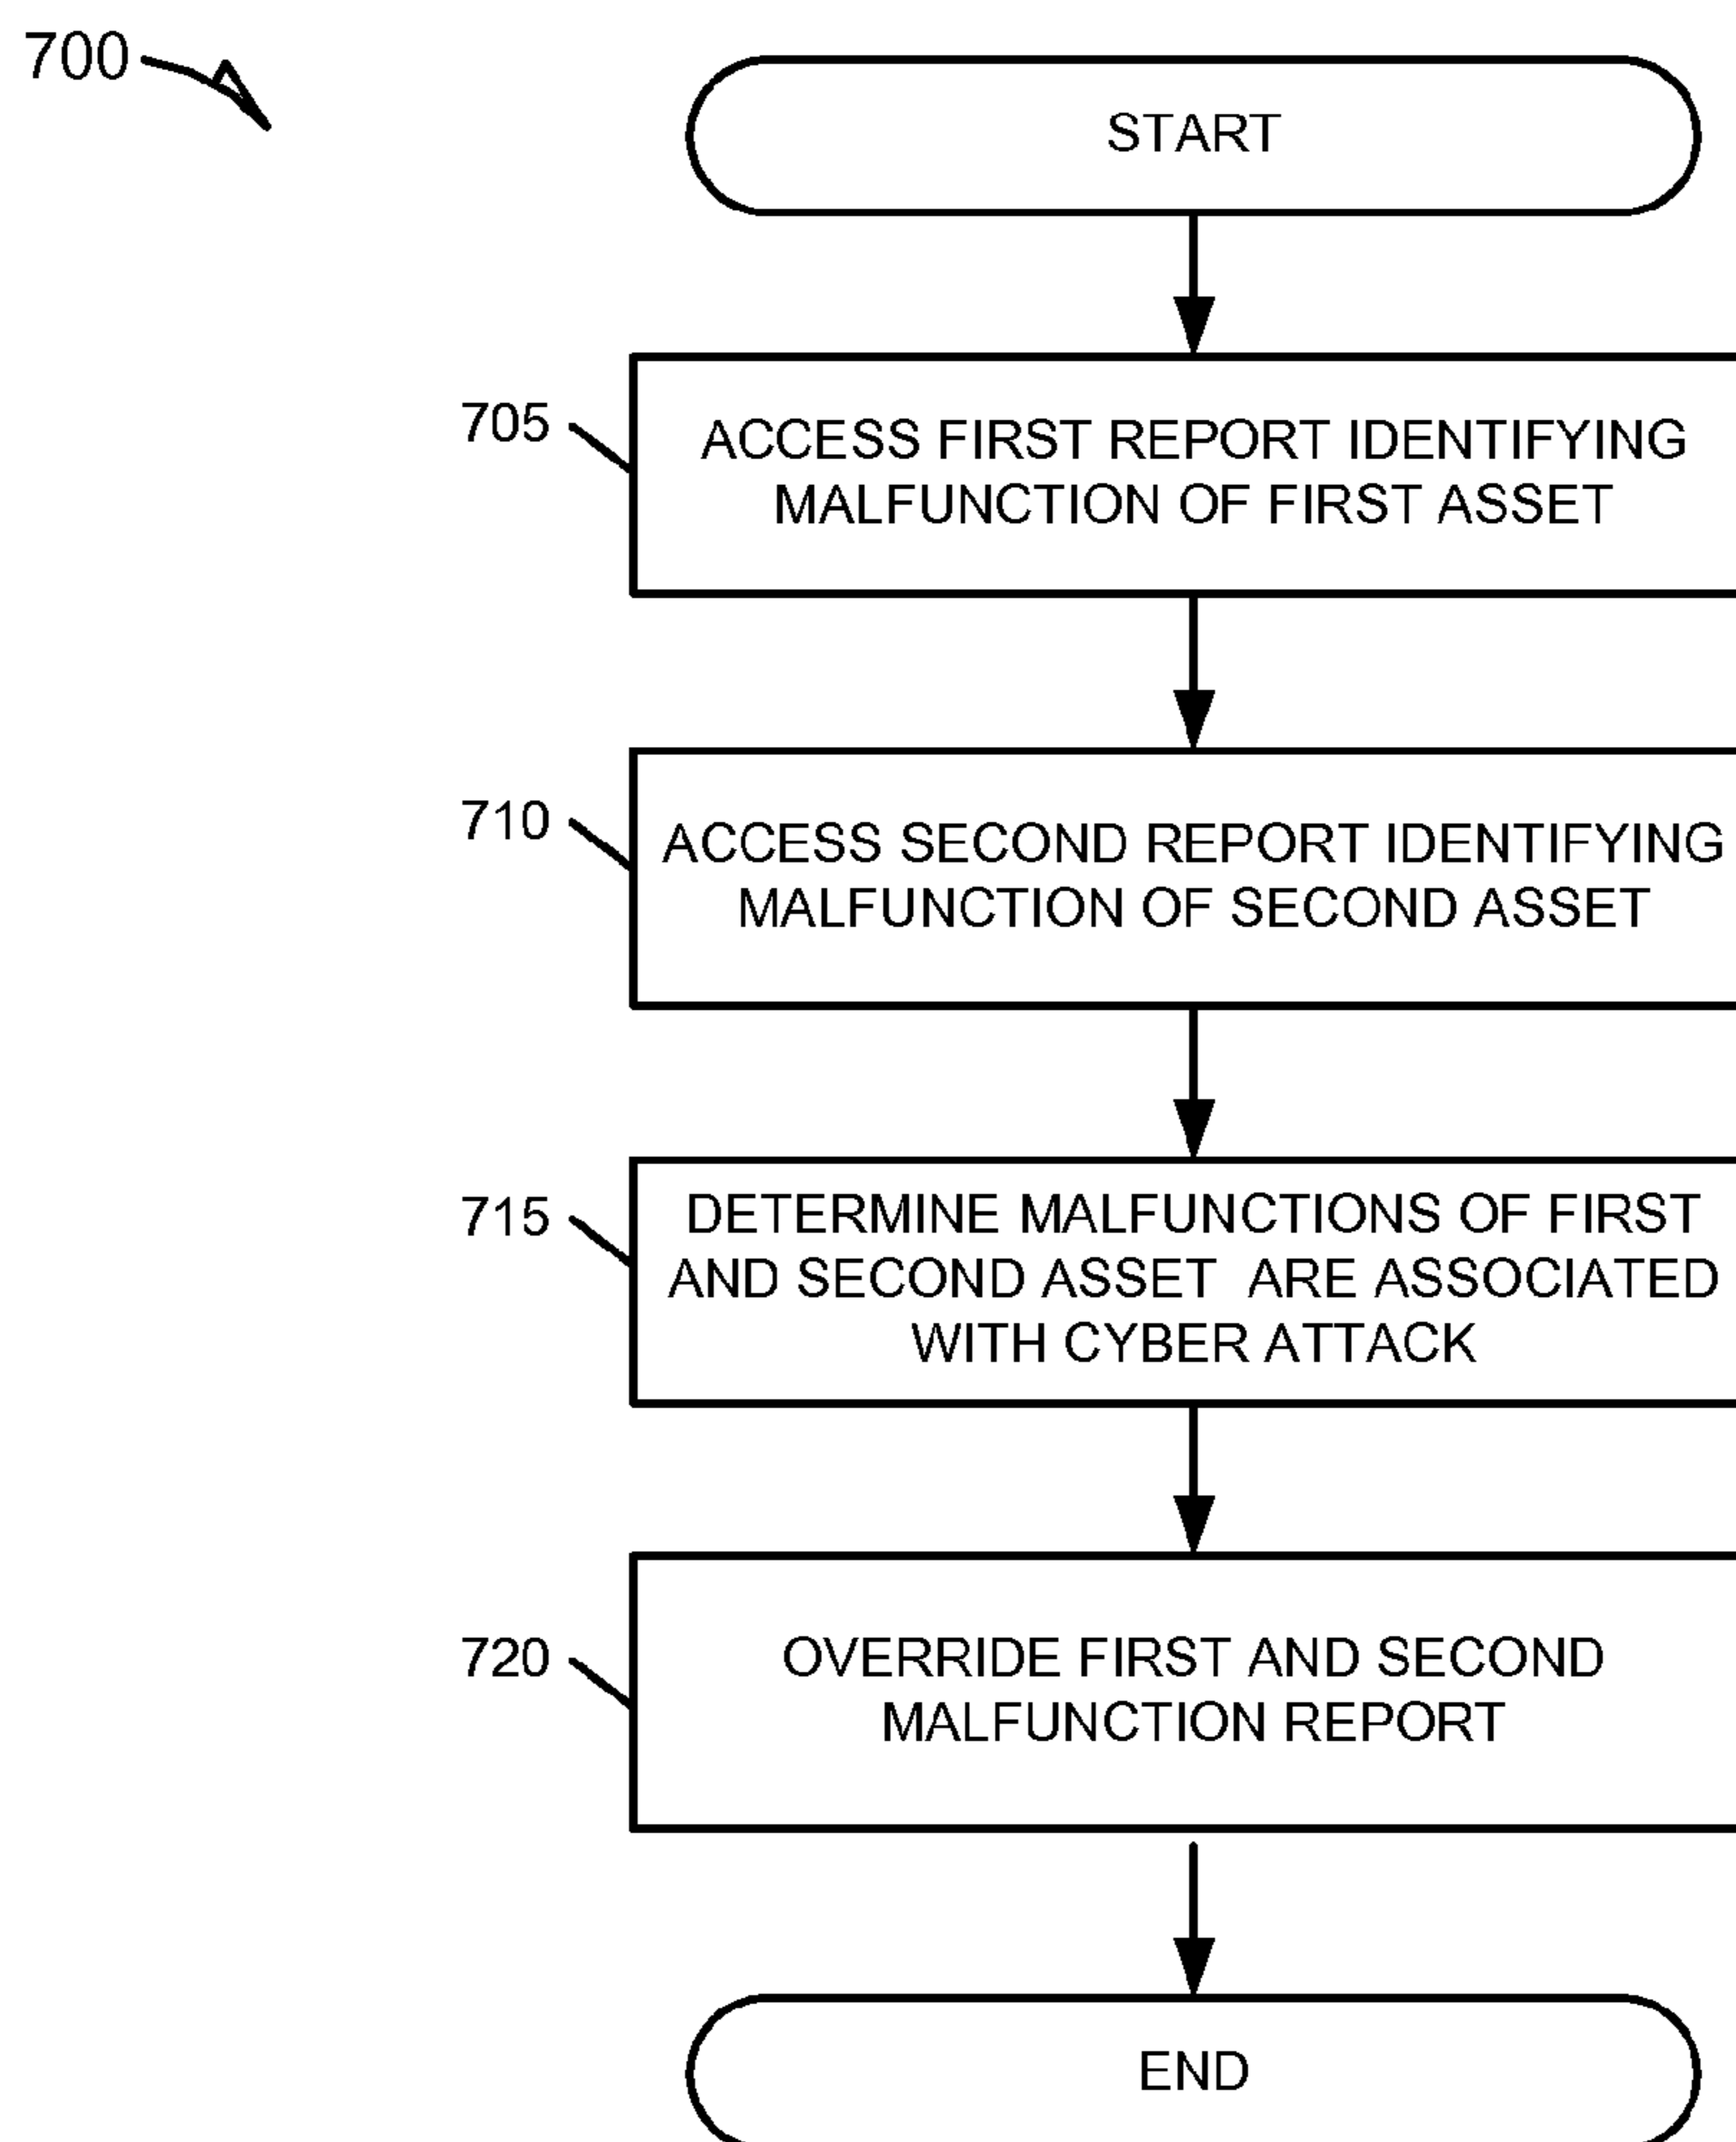 700
START
705
ACCESS FIRST REPORT IDENTIFYING
MALFUNCTION OF FIRST ASSET
710
ACCESS SECOND REPORT IDENTIFYING
MALFUNCTION OF SECOND ASSET
715
DETERMINE MALFUNCTIONS OF FIRST
AND SECOND ASSET ARE ASSOCIATED
WITH CYBER ATTACK
720
OVERRIDE FIRST AND SECOND
MALFUNCTION REPORT
END